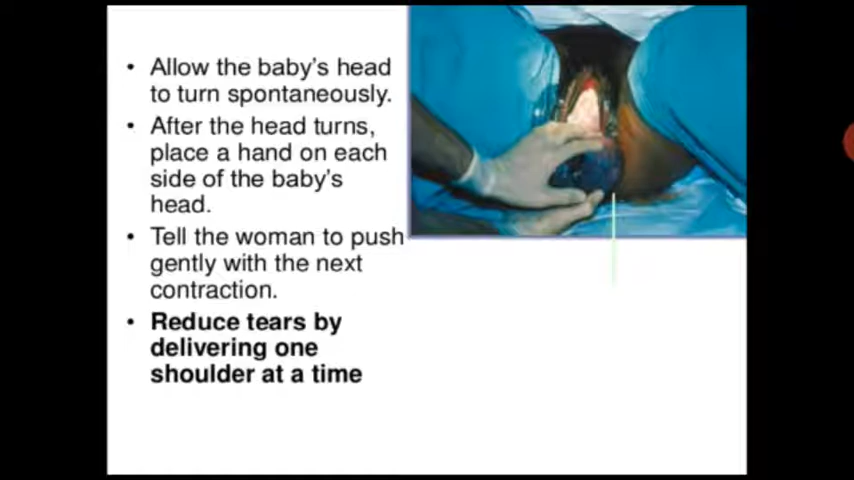 • Allow the baby's head
to turn spontaneously.
• After the head turns,
place a hand on each
side of the baby's
head.
• Tell the woman to push
gently with the next
contraction.
• Reduce tears by
delivering one
shoulder at a time